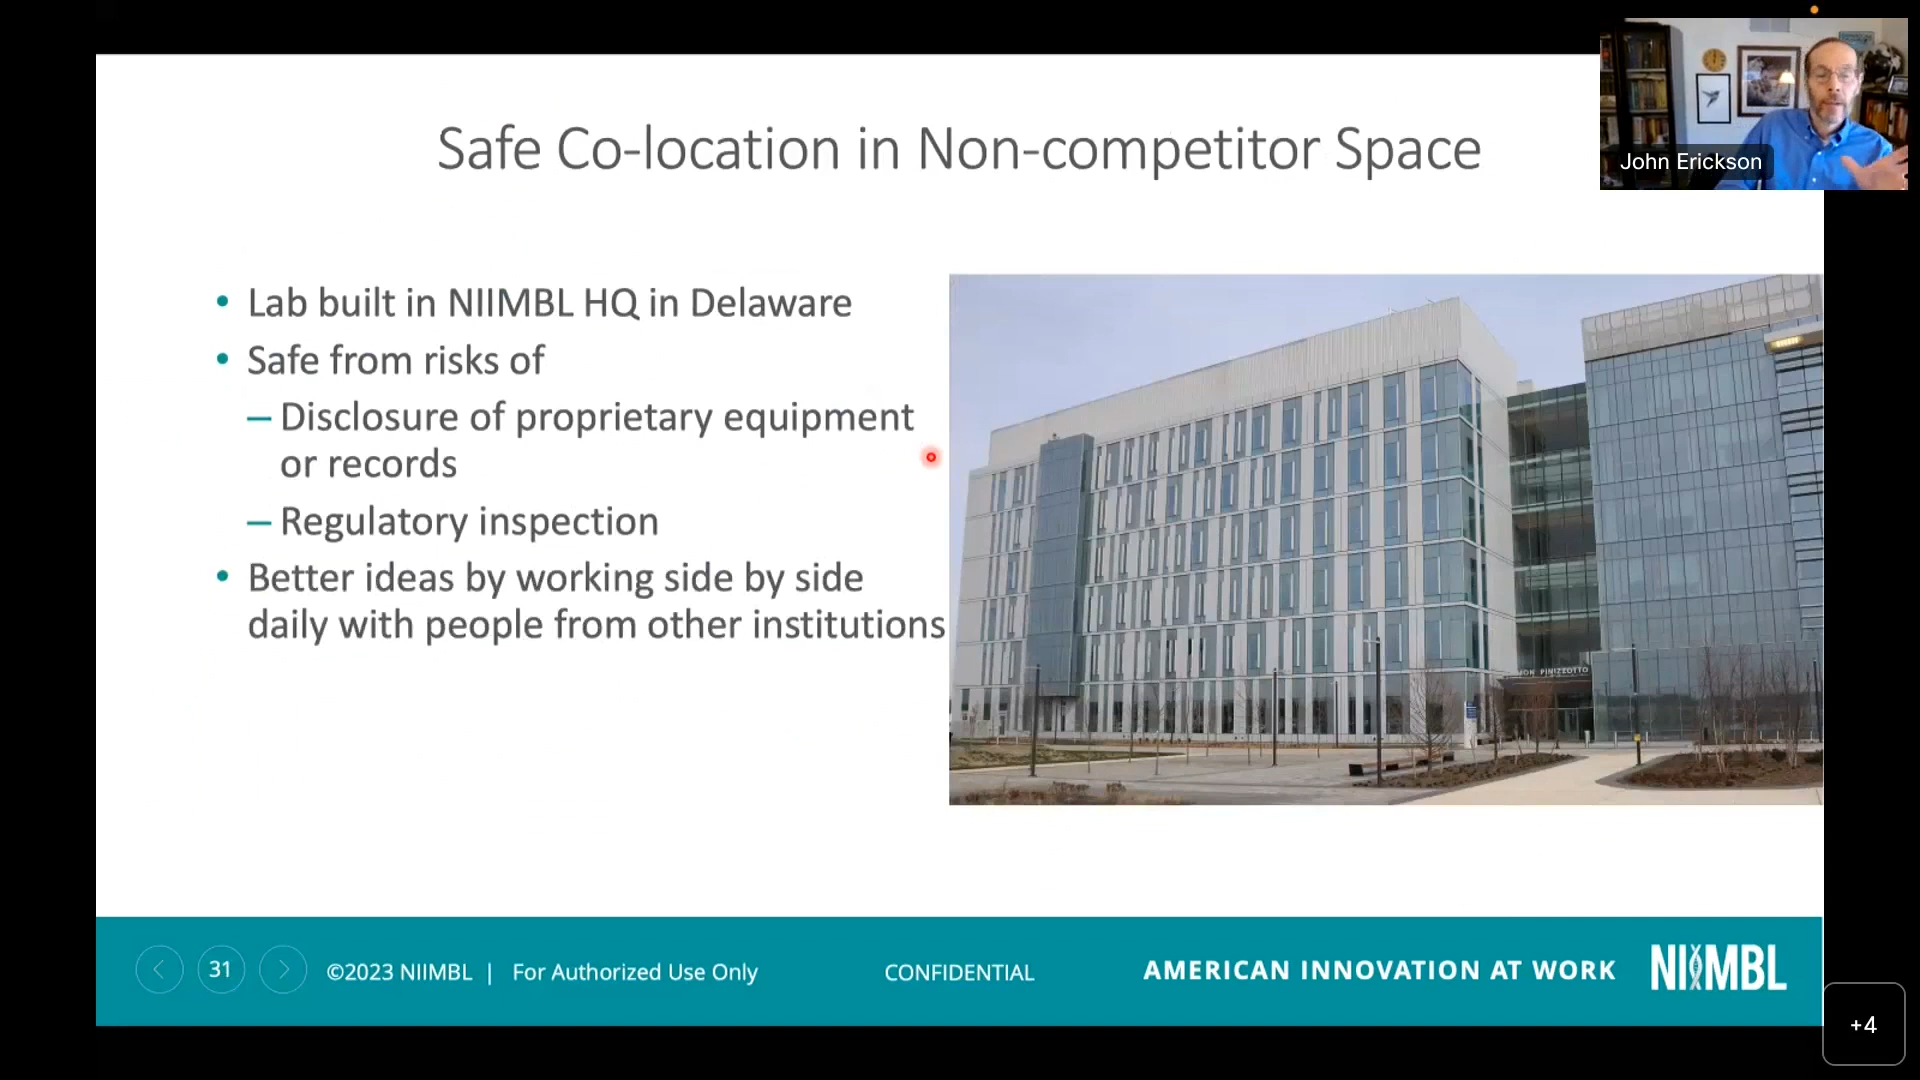 Safe Co-location in Non-competitor Space
John Erickson
• Lab built in NIIMBL HQ in Delaware
• Safe from risks of
– Disclosure of proprietary equipment
or records
– Regulatory inspection
• Better ideas by working side by side
daily with people from other institutions
PINIZZOTTO
31
©2023 NIIMBL | For Authorized Use Only
CONFIDENTIAL
AMERICAN INNOVATION AT WORK
NIIMBL
+4